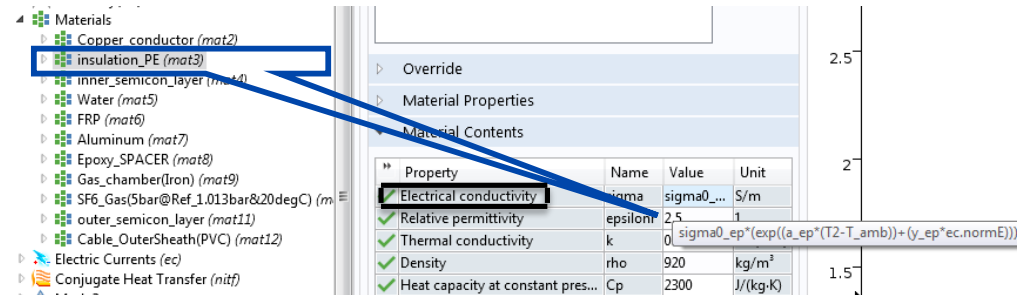 Materials
Copper_conductor (mat2)
insulation_PE (mat3)
inner_semicon_layer (mat4)
Water (mat5)
FRP (mat6)
Aluminum (mat7)
Epoxy_SPACER (mat8)
Gas_chamber(Iron) (mat9)
SF6_Gas(5bar@Ref_1.013bar&20degC) (m
outer_semicon_layer (mat11)
Cable_OuterSheath(PVC) (mat12)
Electric Currents (ec)
Conjugate Heat Transfer (nitf)
Override
Material Properties
Material Contents
Property Name Value Unit
Electrical conductivity sigma sigma0_... S/m
Relative permittivity epsilonr 2.5 1
Thermal conductivity k 0
Density rho 920 kg/m³
Heat capacity at constant pres... Cp 2300 J/(kg·K)
sigma0_ep*(exp((a_ep*(T2-T_amb))+(y_ep*ec.normE)))
2.5
2
1.5